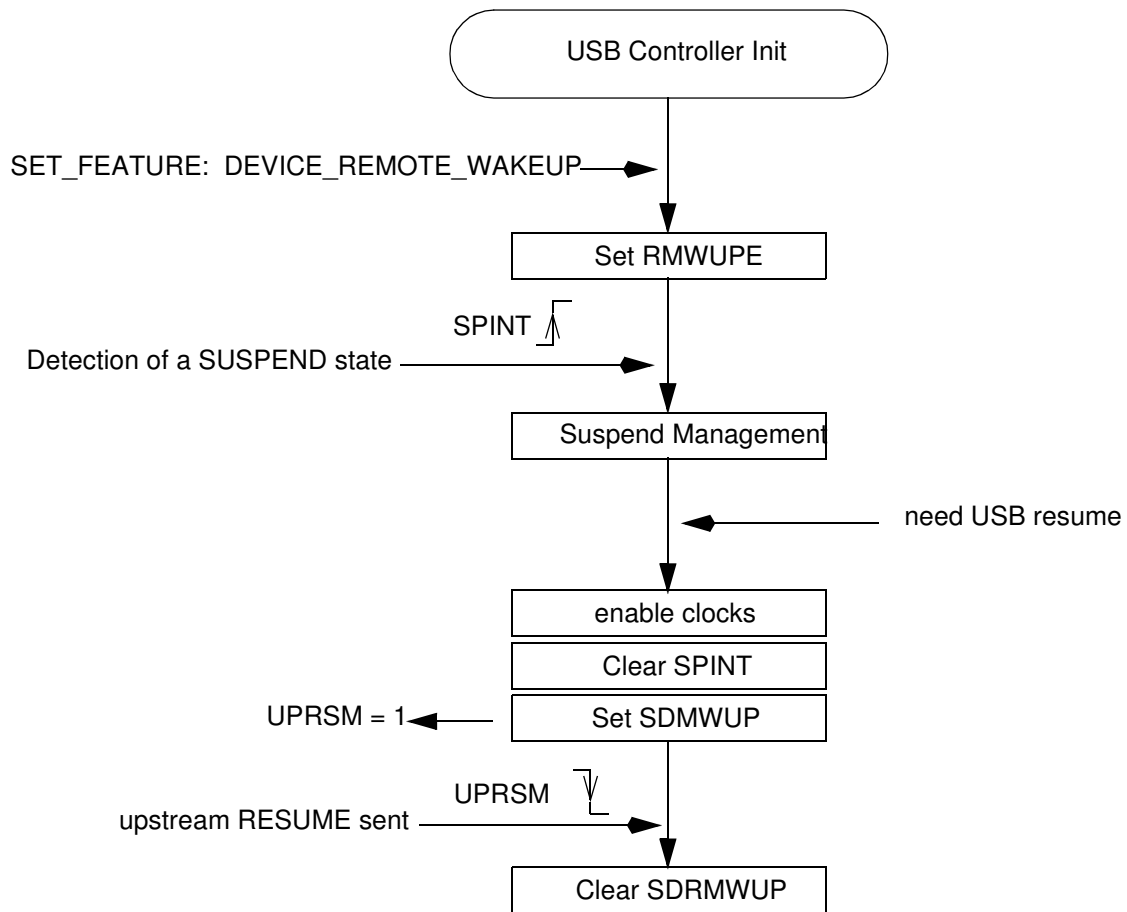 USB Controller Init
SET_FEATURE: DEVICE_REMOTE_WAKEUP
Set RMWUPE
SPINT
Detection of a SUSPEND state
Suspend Management
need USB resume
enable clocks
Clear SPINT
UPRSM = 1
Set SDMWUP
UPRSM
upstream RESUME sent
Clear SDRMWUP